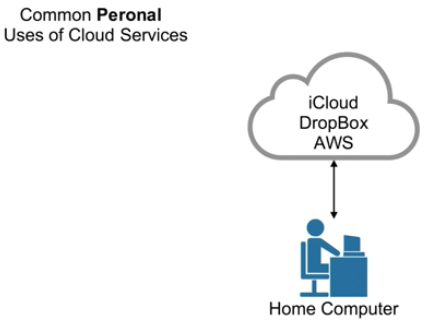 Common Peronal
Uses of Cloud Services
iCloud
DropBox
AWS
Home Computer